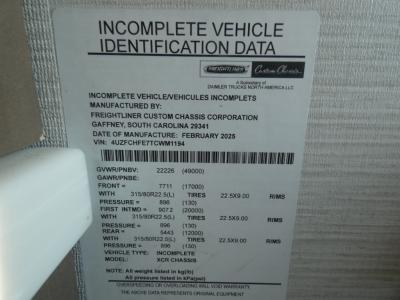 INCOMPLETE VEHICLE
IDENTIFICATION DATA
FREIGHTLINER Custom Chassis
A Subsidiary of
DAIMLER TRUCKS NORTH AMERICA LLC
INCOMPLETE VEHICLE/VEHICULES INCOMPLETS
MANUFACTURED BY:
FREIGHTLINER CUSTOM CHASSIS CORPORATION
GAFFNEY, SOUTH CAROLINA 29341
DATE OF MANUFACTURE: FEBRUARY 2025
VIN: 4UZFCHFE7TCWM1194
GVWR/PNBV: 22226 (49000)
GAWR/PNBE:
FRONT = 7711 (17000)
WITH 315/80R22.5(L) TIRES 22.5X9.00 RIMS
PRESSURE = 896 (130)
FIRST INTMD = 9072 (20000)
WITH 315/80R22.5(L) TIRES 22.5X9.00 RIMS
PRESSURE = 896 (130)
REAR = 5443 (12000)
WITH 315/80R22.5(L) TIRES 22.5X9.00 RIMS
PRESSURE = 896 (130)
VEHICLE TYPE: INCOMPLETE
MODEL: XCR CHASSIS
NOTE: All weight listed in kg(lb)
All pressure listed in kPa(psi)
OVERLOADING OR OVERBUILDING WILL VOID WARRANTY.
THE ABOVE DATA REPRESENTS ORIGINAL EQUIPMENT